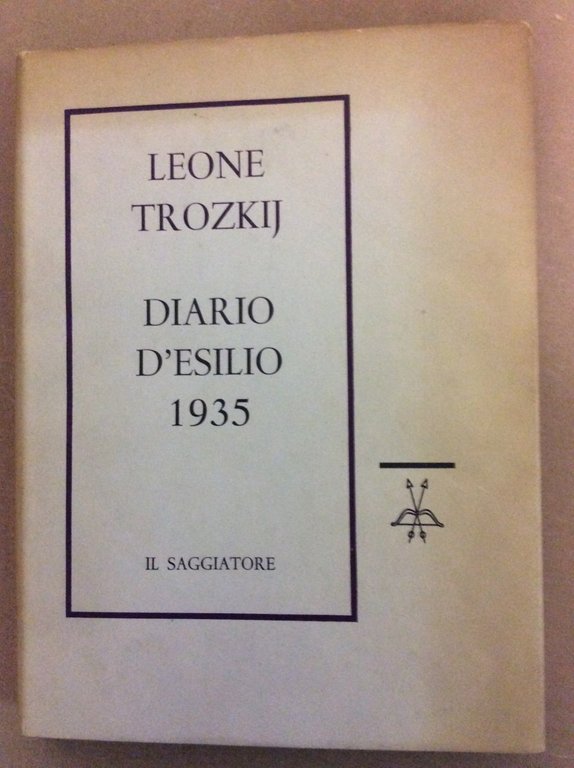 LEONE
TROZKIJ
DIARIO
D'ESILIO
1935
IL SAGGIATORE